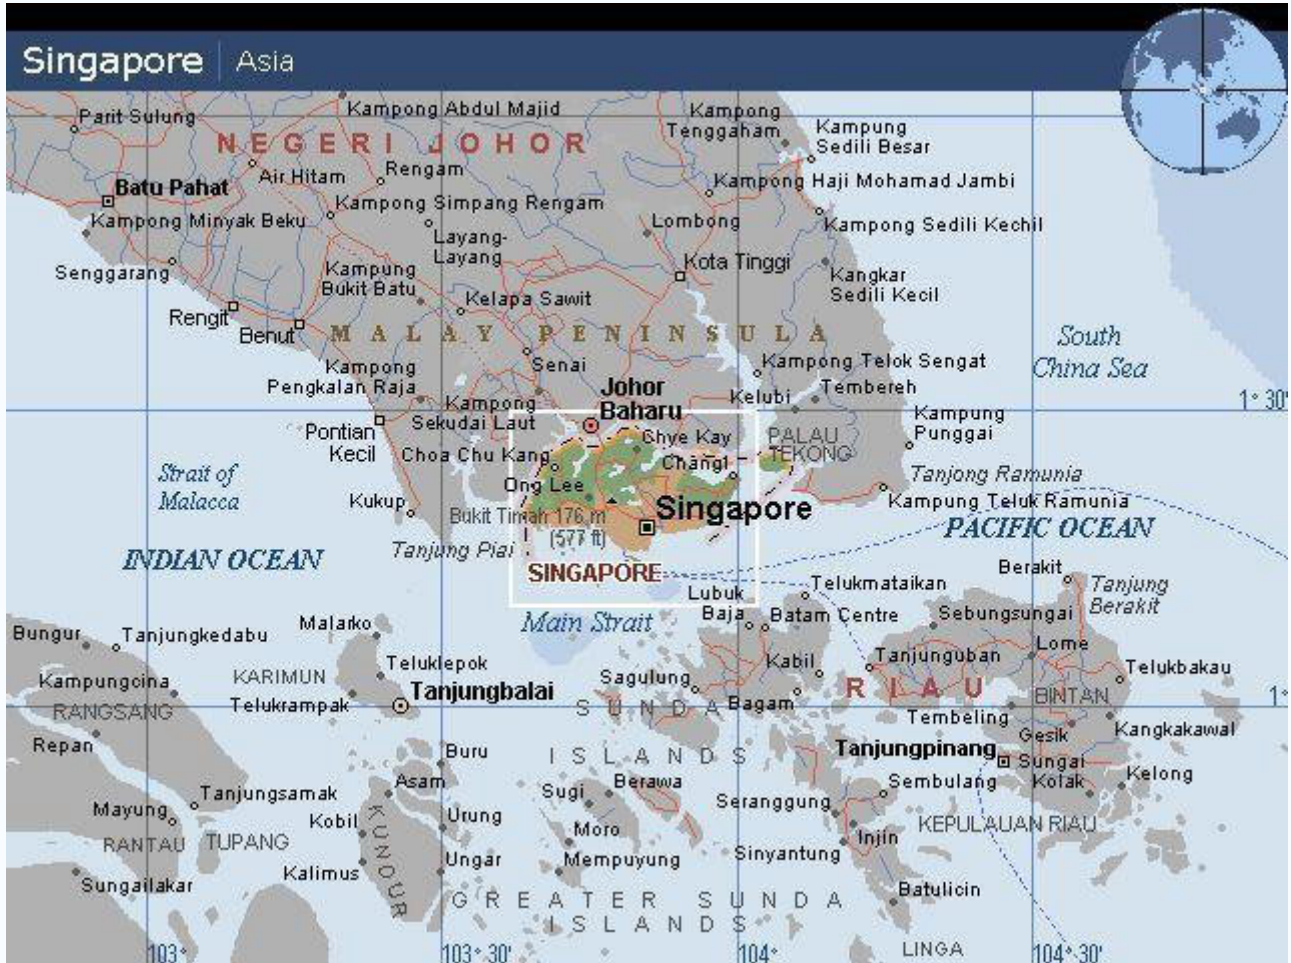 Singapore
Asia
Parit Sulung
Kampong Abdul Majid
Kampong
Tenggaham
Kampung
Sedili Besar
NEGERI JOHOR
Air Hitam
Rengam
Batu Pahat
Kampong Haji Mohamad Jambi
Kampong Minyak Beku
Kampong Simpang Rengam
Lombong
Kampong Sedili Kechil
Layang-
Layang
Senggarang
Kampung
Bukit Batu
Kota Tinggi
Kangkar
Sedili Kecil
Kelapa Sawit
Rengit
Benut
MALAY PENINSULA
South
China Sea
Kampong
Pengkalan Raja
Senai
Kampong Telok Sengat
Johor
Baharu
Kelubi
Tembereh
1° 30'
Kampong
Sekudai Laut
Kampung
Punggai
Pontian
Kecil
Chye Kay
PALAU
TEKONG
Choa Chu Kang
Changi
Strait of
Malacca
Tanjong Ramunia
Ong Lee
Kukup
Kampung Teluk Ramunia
Singapore
Bukit Timah 176 m
(577 ft)
PACIFIC OCEAN
Tanjung Piai
INDIAN OCEAN
SINGAPORE
Berakit
Tanjung
Berakit
Telukmataikan
Lubuk
Baja
Batam Centre
Sebungsungai
Main Strait
Malarko
Bungur
Tanjungkedabu
Lome
Teluklepok
Kabil
Tanjunguban
Telukbakau
KARIMUN
Kampungcina
Sagulung
Tanjungbalai
RIAU
BINTAN
Telukrampak
Bagam
1°
RANGSANG
SUNDA
ISLANDS
Tembeling
Gesik
Kangkakawal
Repan
Buru
Tanjungpinang
Sungai
Kolak
Kelong
Asam
Sugi
Berawa
Sembulang
Tanjungsamak
Seranggung
Mayung
Kobil
KUNDUR
Urung
Moro
KEPULAUAN RIAU
Injin
RANTAU
TUPANG
Sinyantung
Ungar
Mempuyung
Kalimus
Sungailakar
Batulicin
GREATER SUNDA
ISLANDS
LINGA
103°
103° 30'
104°
104° 30'